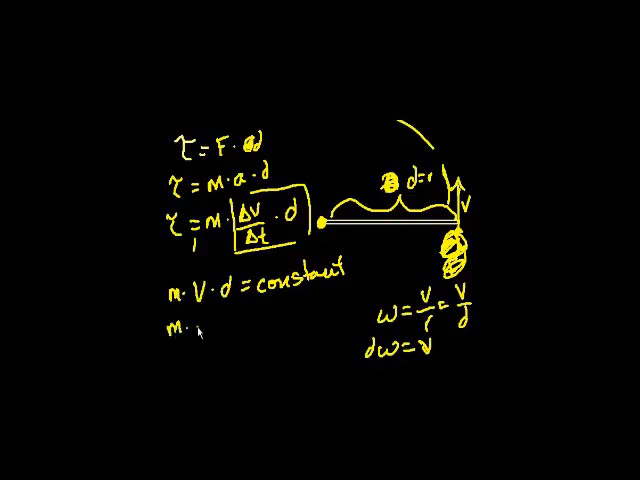 τ = F · d
τ = m · a · d
τ = m · Δv/Δt · d
m · v · d = constant
m ·
d = r
v
ω = v/r = v/d
dω = v